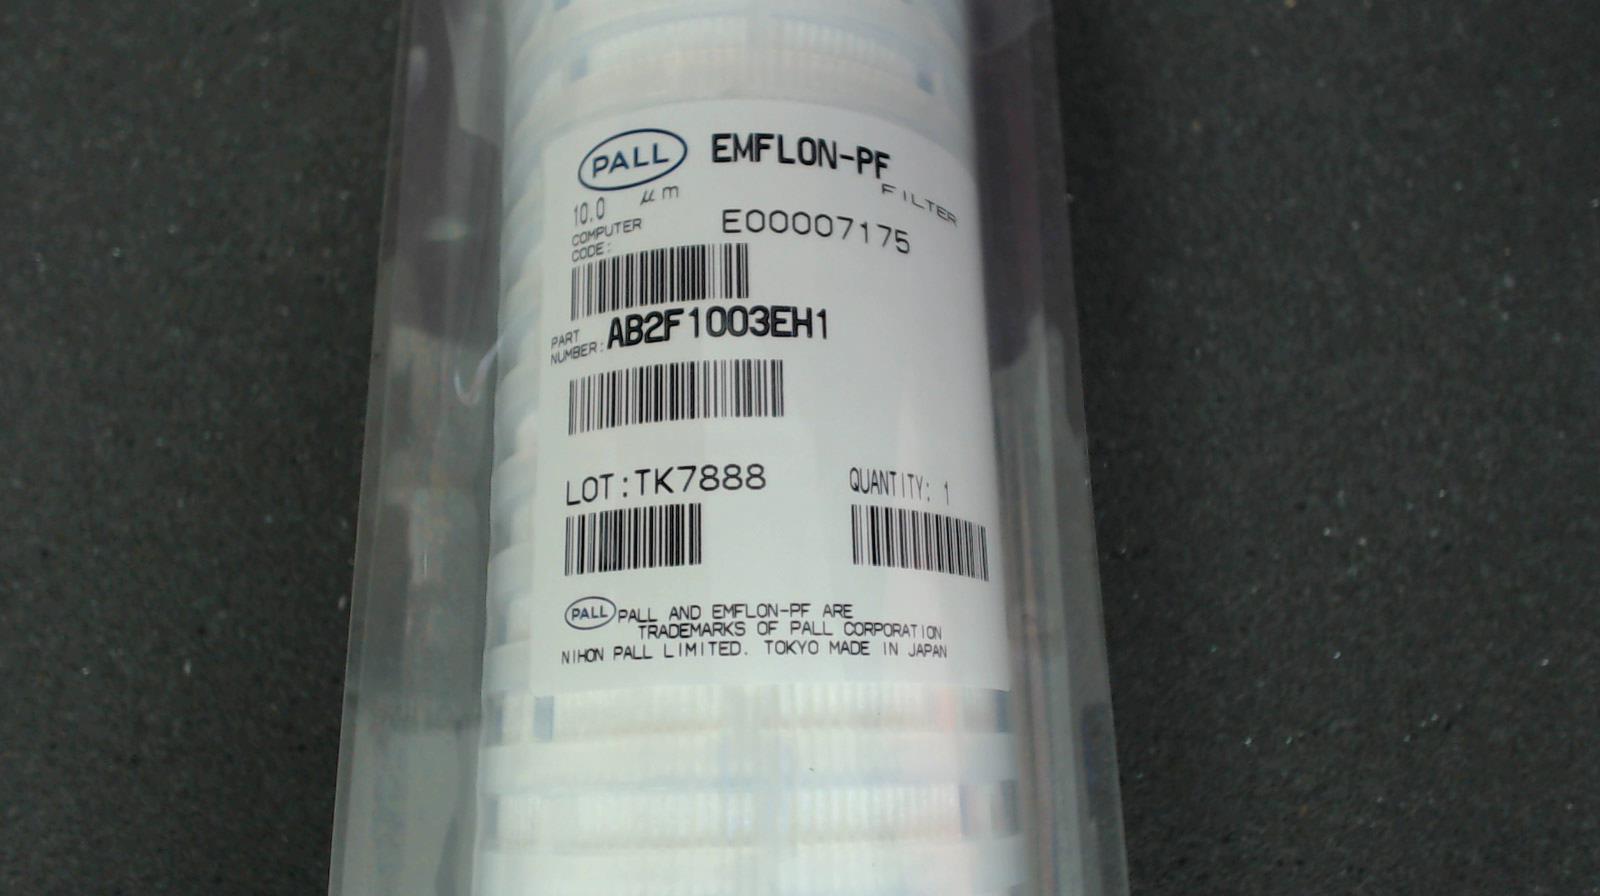 PALL EMFLON-PF
FILTER
10.0 μm
COMPUTER
CODE:
E00007175
PART
NUMBER: AB2F1003EH1
LOT:TK7888
QUANTITY: 1
PALL PALL AND EMFLON-PF ARE
TRADEMARKS OF PALL CORPORATION
NIHON PALL LIMITED. TOKYO MADE IN JAPAN